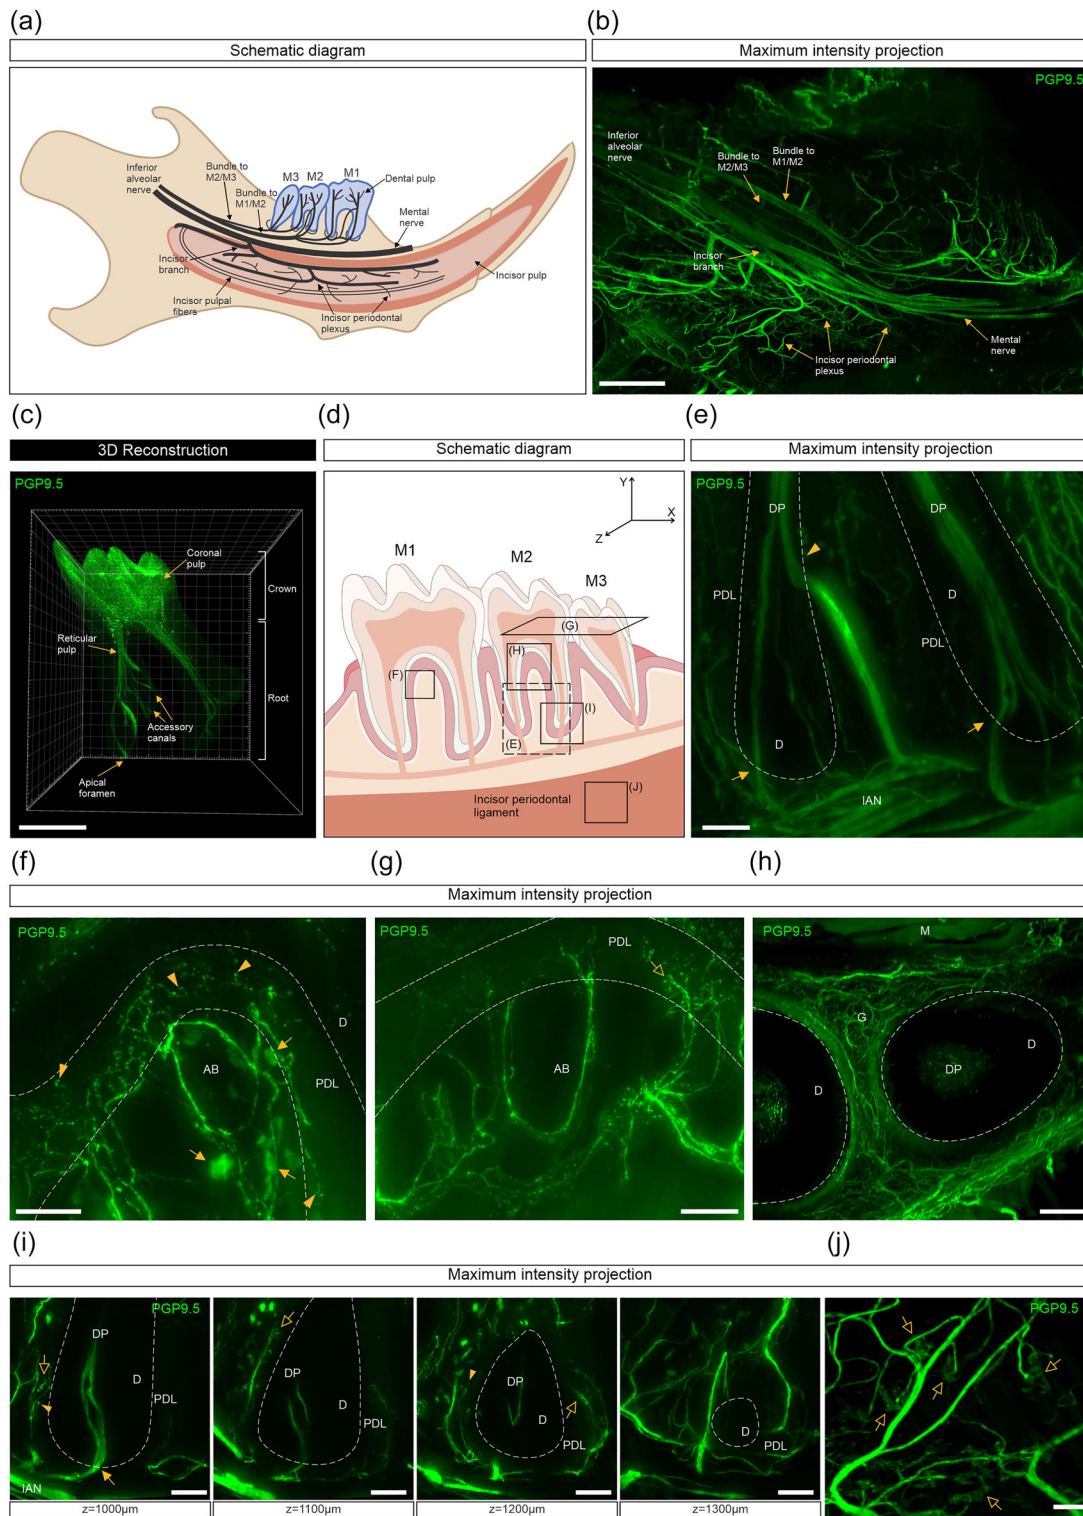 (a)
Schematic diagram
Inferior
alveolar
nerve
Bundle to
M2/M3
Bundle to
M1/M2
M3
M2
M1
Dental pulp
Mental
nerve
Incisor
branch
Incisor pulp
Incisor pulpal
fibers
Incisor periodontal
plexus
(b)
Maximum intensity projection
PGP9.5
Inferior
alveolar
nerve
Bundle to
M2/M3
Bundle to
M1/M2
Incisor
branch
Incisor periodontal
plexus
Mental
nerve
(c)
3D Reconstruction
PGP9.5
Coronal
pulp
Crown
Reticular
pulp
Root
Accessory
canals
Apical
foramen
(d)
Schematic diagram
Y
X
Z
M1
M2
M3
(G)
(H)
(F)
(I)
(E)
(J)
Incisor periodontal
ligament
(e)
Maximum intensity projection
PGP9.5
DP
DP
PDL
D
PDL
D
IAN
(f)
(g)
(h)
Maximum intensity projection
PGP9.5
D
AB
PDL
PGP9.5
PDL
AB
PGP9.5
M
G
D
DP
D
(i)
(j)
Maximum intensity projection
PGP9.5
DP
D
PDL
IAN
z=1000μm
DP
D
PDL
z=1100μm
DP
D
PDL
z=1200μm
D
PDL
z=1300μm
PGP9.5